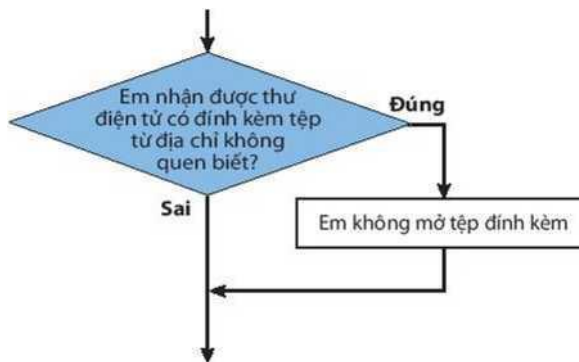 Em nhận được thư
điện tử có đính kèm tệp
từ địa chỉ không
quen biết?
Đúng
Sai
Em không mở tệp đính kèm